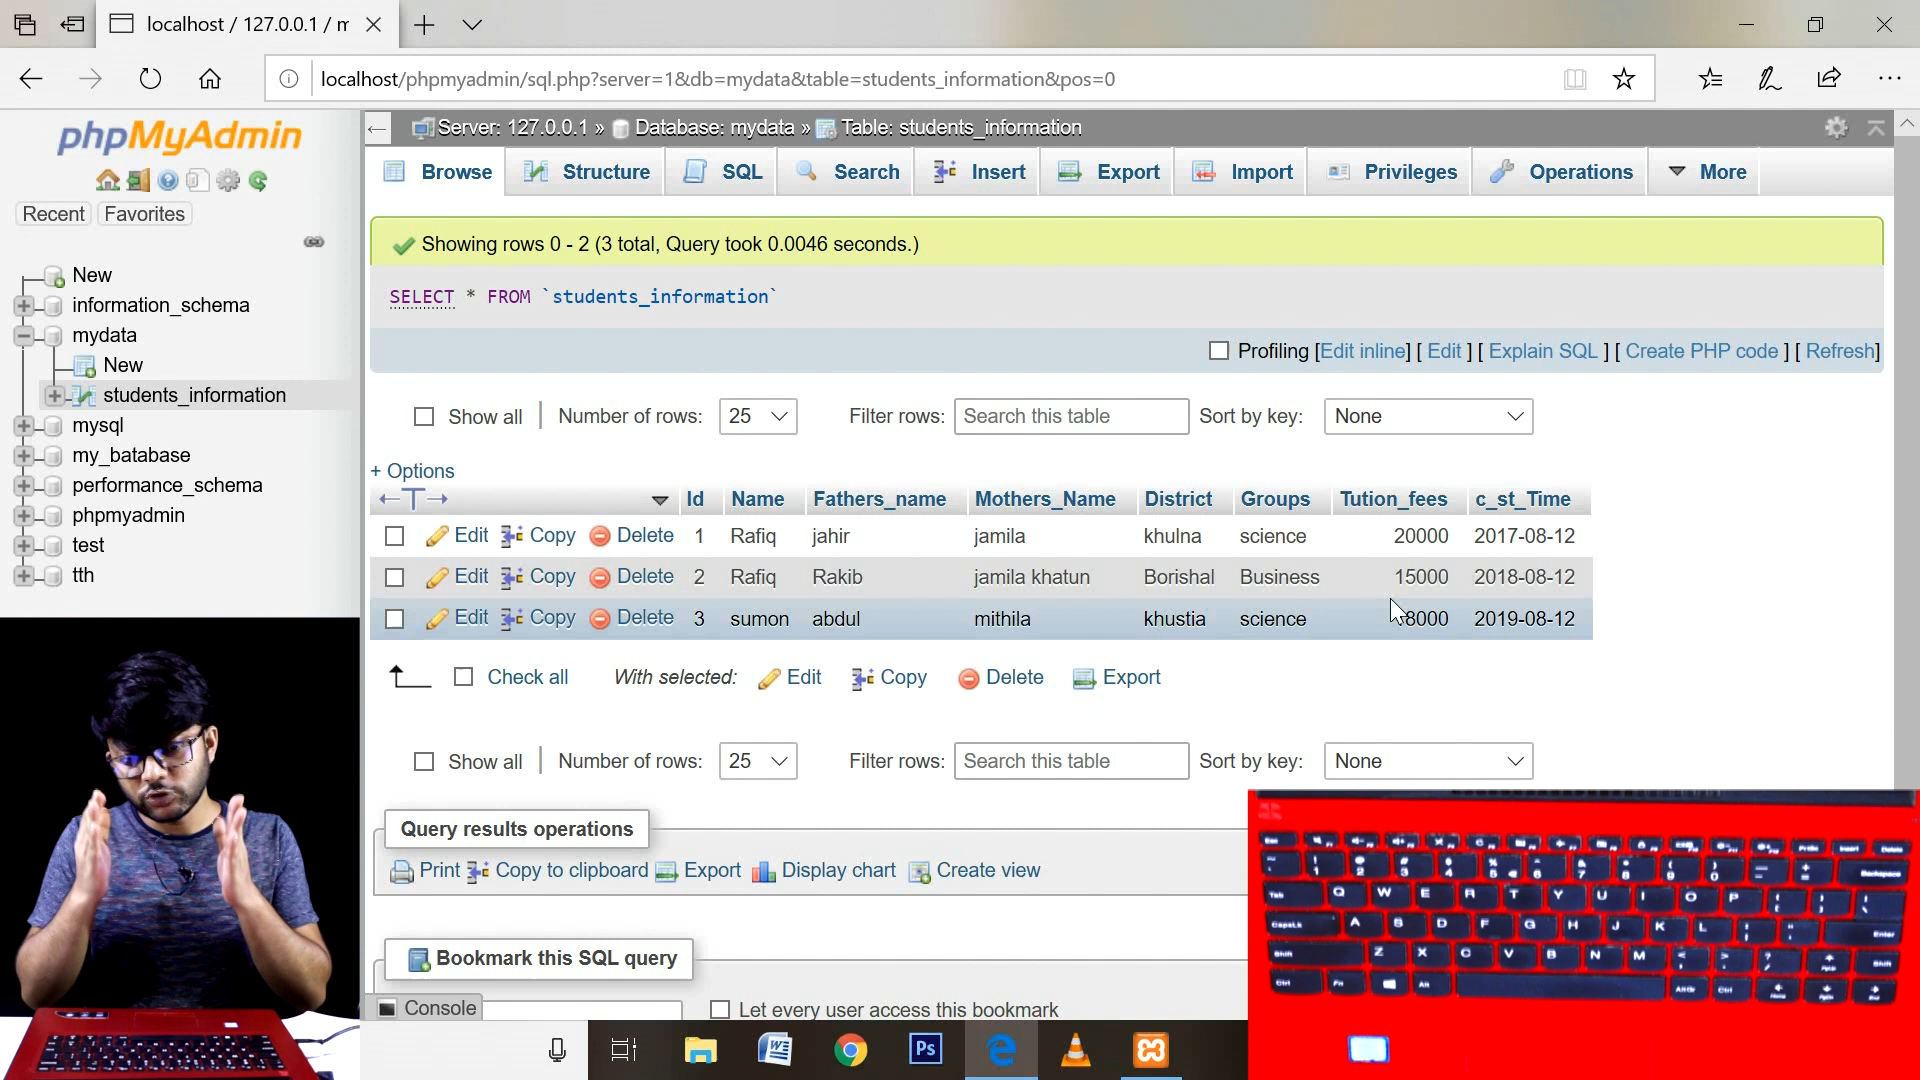 localhost / 127.0.0.1 / m
localhost/phpmyadmin/sql.php?server=1&db=mydata&table=students_information&pos=0
phpMyAdmin
Recent Favorites
New
information_schema
mydata
New
students_information
mysql
my_batabase
performance_schema
phpmyadmin
test
tth
Server: 127.0.0.1 » Database: mydata » Table: students_information
Browse Structure SQL Search Insert Export Import Privileges Operations More
Showing rows 0 - 2 (3 total, Query took 0.0046 seconds.)
SELECT * FROM `students_information`
Profiling [Edit inline] [ Edit ] [ Explain SQL ] [ Create PHP code ] [ Refresh]
Show all Number of rows: 25 Filter rows: Search this table Sort by key: None
+ Options
Id Name Fathers_name Mothers_Name District Groups Tution_fees c_st_Time
Edit Copy Delete 1 Rafiq jahir jamila khulna science 20000 2017-08-12
Edit Copy Delete 2 Rafiq Rakib jamila khatun Borishal Business 15000 2018-08-12
Edit Copy Delete 3 sumon abdul mithila khustia science 8000 2019-08-12
Check all With selected: Edit Copy Delete Export
Show all Number of rows: 25 Filter rows: Search this table Sort by key: None
Query results operations
Print Copy to clipboard Export Display chart Create view
Bookmark this SQL query
Console
Let every user access this bookmark
Ps
Q W E R T Y U I O P
A S D F G H J K L
Z X C V B N M